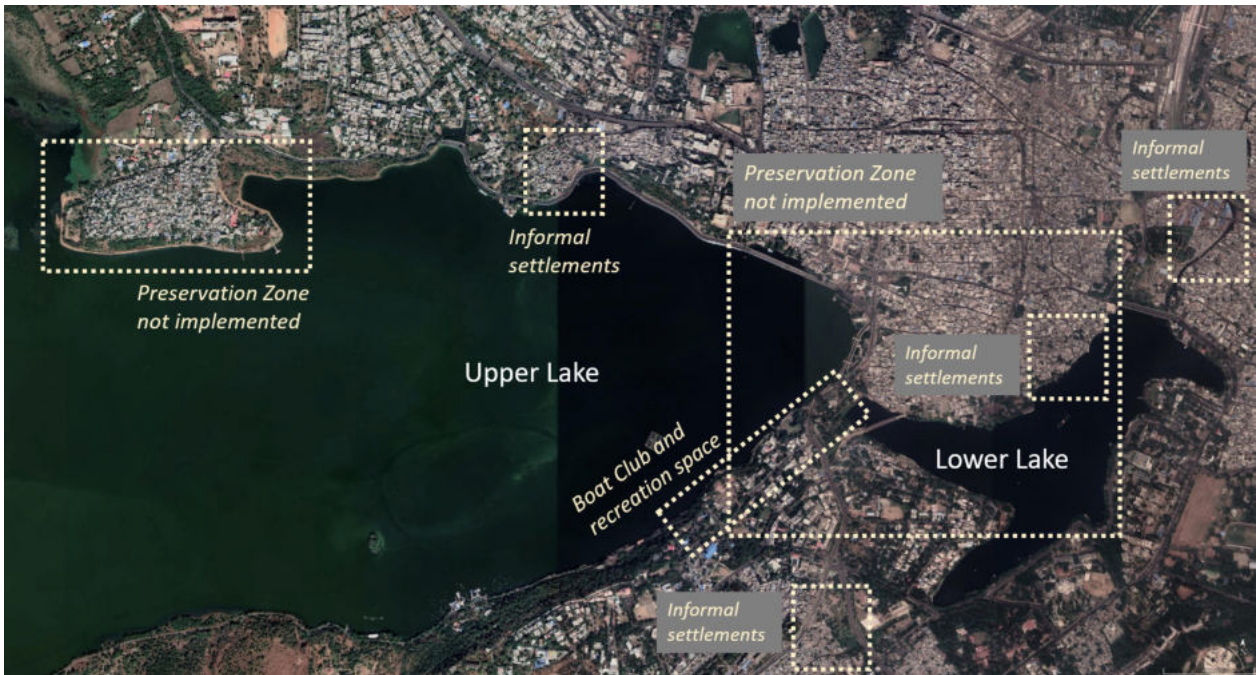 Informal
settlements
Preservation Zone
not implemented
Informal
settlements
Preservation Zone
not implemented
Informal
settlements
Upper Lake
Boat Club and
recreation space
Lower Lake
Informal
settlements